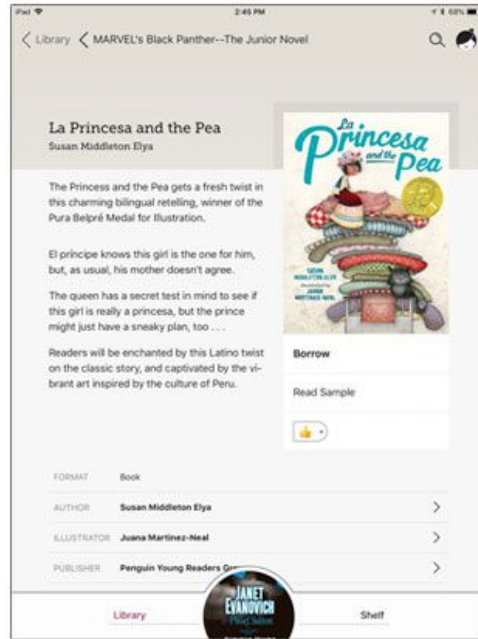 iPad
2:45 PM
68%
Library
MARVEL's Black Panther--The Junior Novel
La Princesa and the Pea
Susan Middleton Elya
The Princess and the Pea gets a fresh twist in
this charming bilingual retelling, winner of the
Pura Belpré Medal for Illustration.
El príncipe knows this girl is the one for him,
but, as usual, his mother doesn't agree.
The queen has a secret test in mind to see if
this girl is really a princesa, but the prince
might just have a sneaky plan, too . . .
Readers will be enchanted by this Latino twist
on the classic story, and captivated by the vi-
brant art inspired by the culture of Peru.
La
Princesa
and the
Pea
SUSAN
MIDDLETON ELYA
JUANA
MARTINEZ-NEAL
Borrow
Read Sample
FORMAT Book
AUTHOR Susan Middleton Elya
ILLUSTRATOR Juana Martinez-Neal
PUBLISHER Penguin Young Readers
Library
JANET
EVANOVICH
Shelf